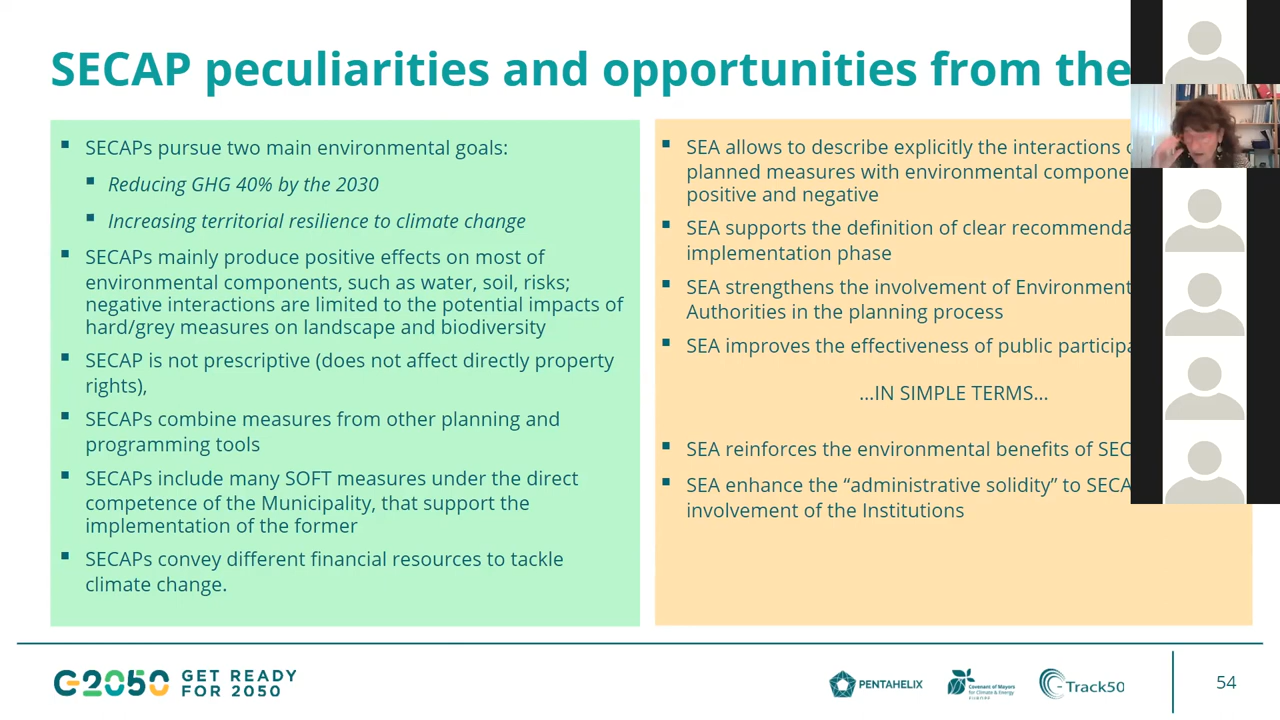 SECAP peculiarities and opportunities from the
SECAPs pursue two main environmental goals:
Reducing GHG 40% by the 2030
Increasing territorial resilience to climate change
SECAPs mainly produce positive effects on most of
environmental components, such as water, soil, risks;
negative interactions are limited to the potential impacts of
hard/grey measures on landscape and biodiversity
SECAP is not prescriptive (does not affect directly property
rights),
SECAPs combine measures from other planning and
programming tools
SECAPs include many SOFT measures under the direct
competence of the Municipality, that support the
implementation of the former
SECAPs convey different financial resources to tackle
climate change.
SEA allows to describe explicitly the interactions
planned measures with environmental
positive and negative
SEA supports the definition of clear
implementation phase
SEA strengthens the involvement of
Authorities in the planning process
SEA improves the effectiveness of public
...IN SIMPLE TERMS...
SEA reinforces the environmental benefits of
SEA enhance the “administrative solidity” to
involvement of the Institutions
G2050 GET READY
FOR 2050
PENTAHELIX
Covenant of Mayors
for Climate & Energy
EUROPE
C-Track50
54